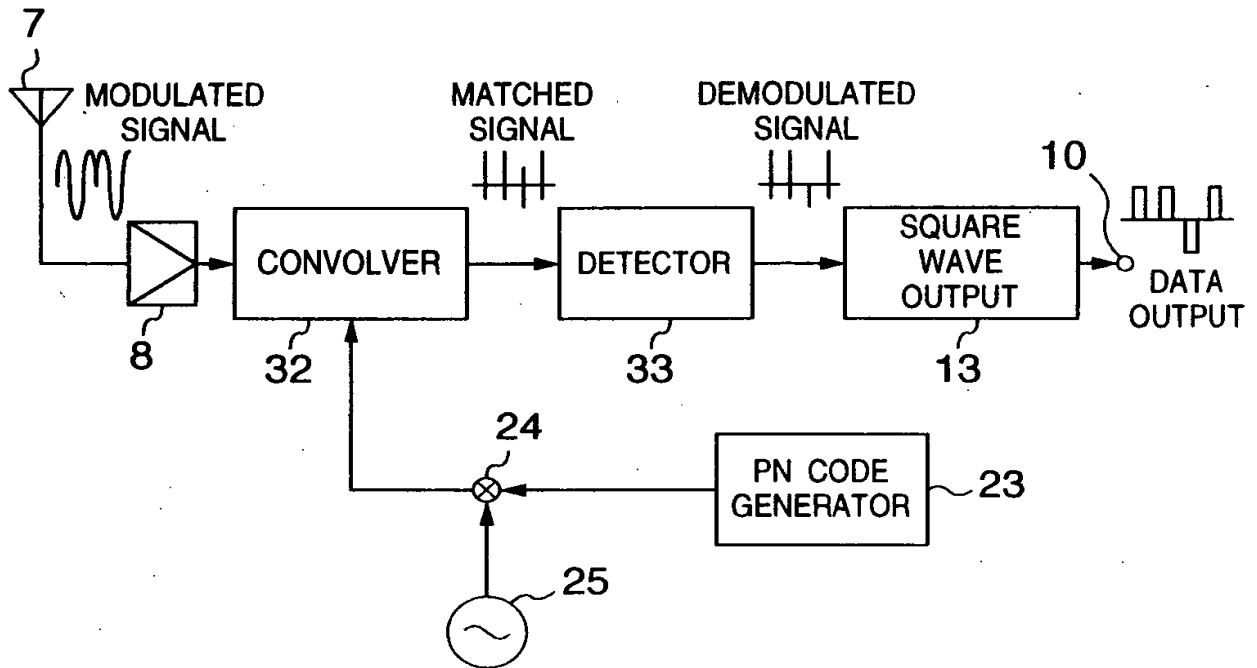 7
MODULATED
SIGNAL
MATCHED
SIGNAL
DEMODULATED
SIGNAL
10
CONVOLVER
DETECTOR
SQUARE
WAVE
OUTPUT
DATA
OUTPUT
8
32
33
13
24
PN CODE
GENERATOR
23
25